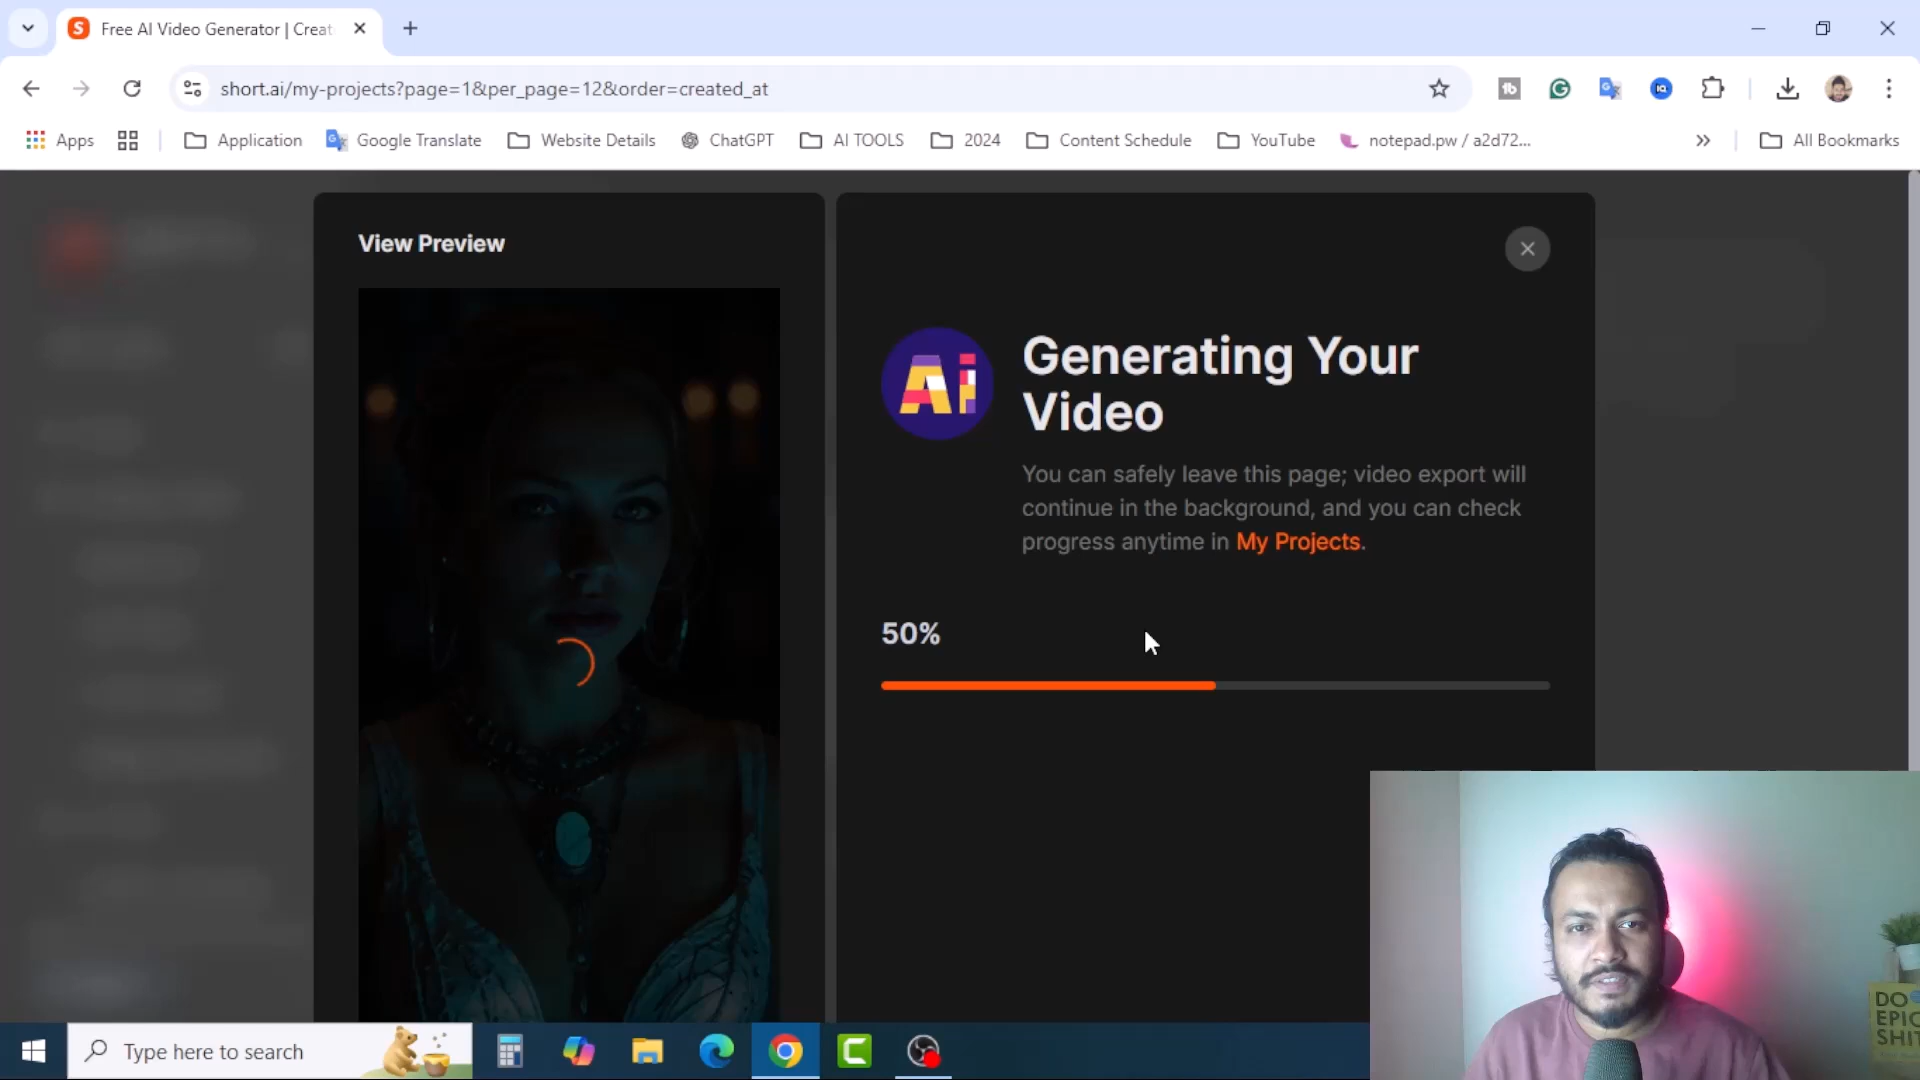 Free AI Video Generator | Creat
short.ai/my-projects?page=1&per_page=12&order=created_at
Apps
Application
Google Translate
Website Details
ChatGPT
AI TOOLS
2024
Content Schedule
YouTube
notepad.pw / a2d72...
All Bookmarks
View Preview
Ai
Generating Your
Video
You can safely leave this page; video export will
continue in the background, and you can check
progress anytime in My Projects.
50%
DO
EPIC
SHIT
Type here to search